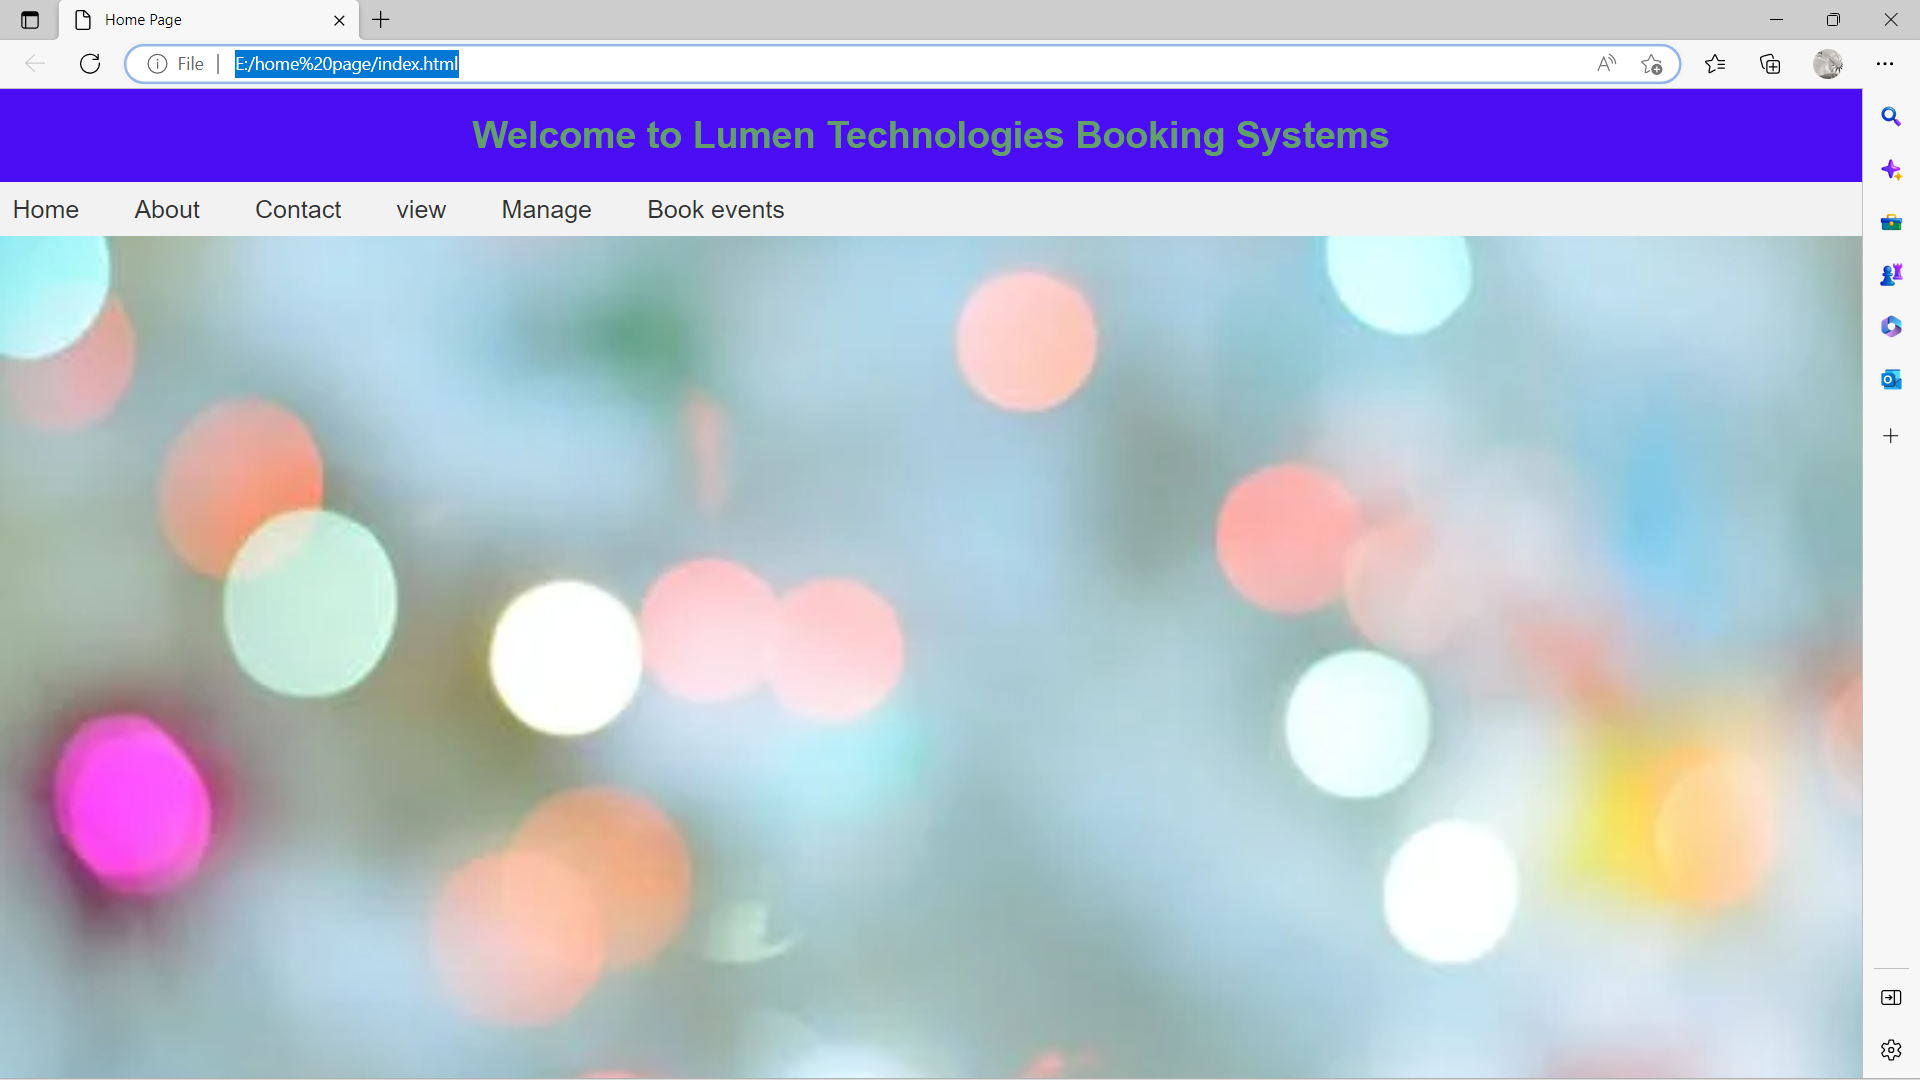 Home Page
File
E:/home%20page/index.html
Welcome to Lumen Technologies Booking Systems
Home About Contact view Manage Book events